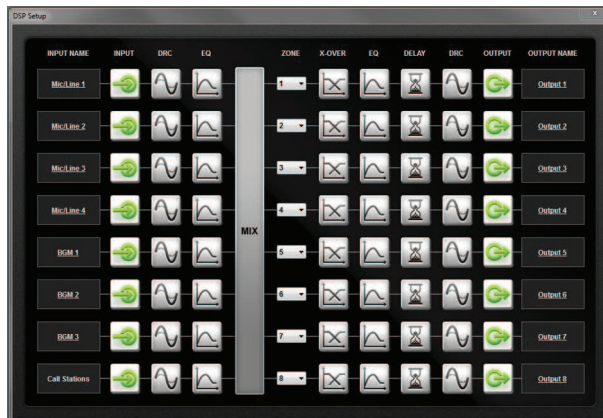 DSP Setup
x
INPUT NAME INPUT DRC EQ ZONE X-OVER EQ DELAY DRC OUTPUT OUTPUT NAME
Mic/Line 1 1 Output 1
Mic/Line 2 2 Output 2
Mic/Line 3 3 Output 3
Mic/Line 4 4 Output 4
MIX
BGM 1 5 Output 5
BGM 2 6 Output 6
BGM 3 7 Output 7
Call Stations 8 Output 8